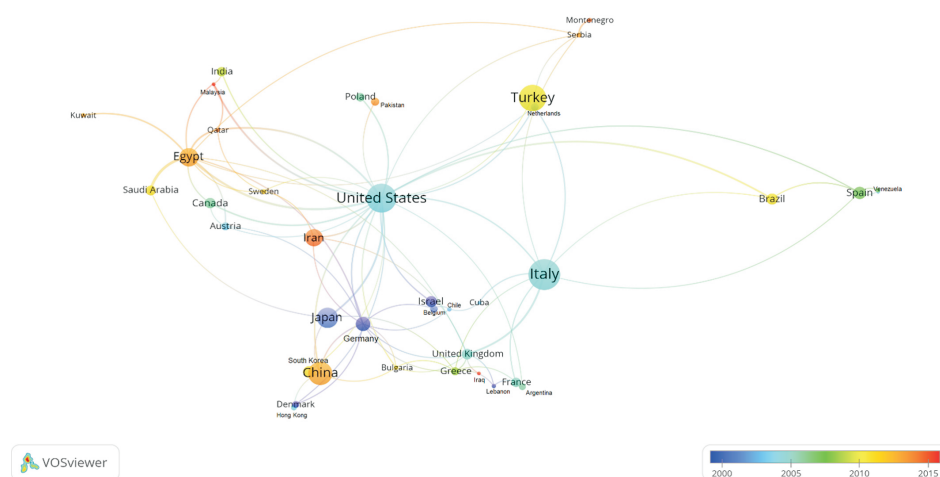 Montenegro
Serbia
India
Malaysia
Poland
Pakistan
Turkey
Netherlands
Kuwait
Qatar
Egypt
Saudi Arabia
Sweden
United States
Canada
Brazil
Spain
Venezuela
Austria
Iran
Italy
Israel
Chile
Cuba
Belgium
Japan
Germany
United Kingdom
South Korea
China
Bulgaria
Greece
Iraq
France
Lebanon
Argentina
Denmark
Hong Kong
VOSviewer
2000 2005 2010 2015